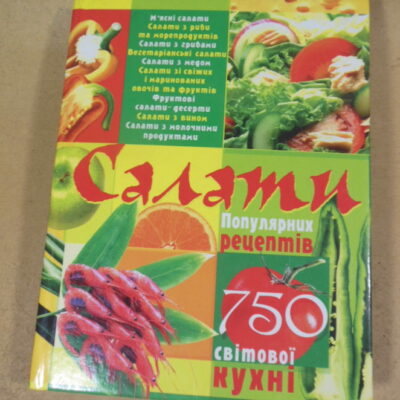 М'ясні салати
Салати з риби
та морепродуктів
Салати з грибами
Вегетаріанські салати
Салати з медом
Салати зі свіжих
і маринованих
овочів та фруктів
Фруктові
салати-десерти
Салати з вином
Салати з молочними
продуктами
Салати
Популярних
рецептів
750
світової
кухні